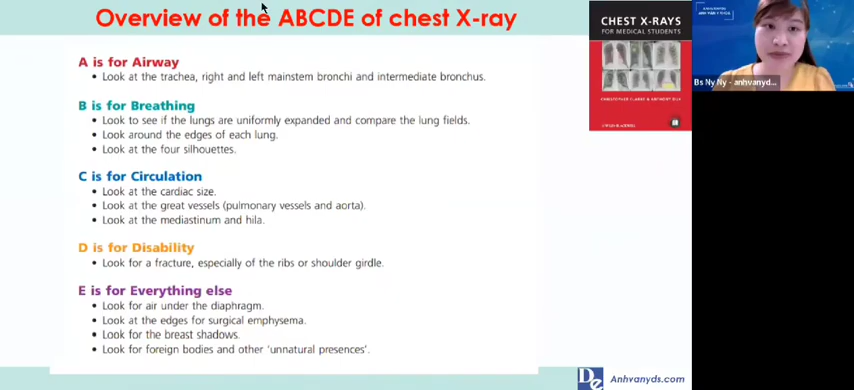 Overview of the ABCDE of chest X-ray
A is for Airway
• Look at the trachea, right and left mainstem bronchi and intermediate bronchus.
B is for Breathing
• Look to see if the lungs are uniformly expanded and compare the lung fields.
• Look around the edges of each lung.
• Look at the four silhouettes.
C is for Circulation
• Look at the cardiac size.
• Look at the great vessels (pulmonary vessels and aorta).
• Look at the mediastinum and hila.
D is for Disability
• Look for a fracture, especially of the ribs or shoulder girdle.
E is for Everything else
• Look for air under the diaphragm.
• Look at the edges for surgical emphysema.
• Look for the breast shadows.
• Look for foreign bodies and other ‘unnatural presences’.
CHEST X-RAYS
FOR MEDICAL STUDENTS
Bs Ny Ny - anhvanyd...
De
Anhvanyds.com